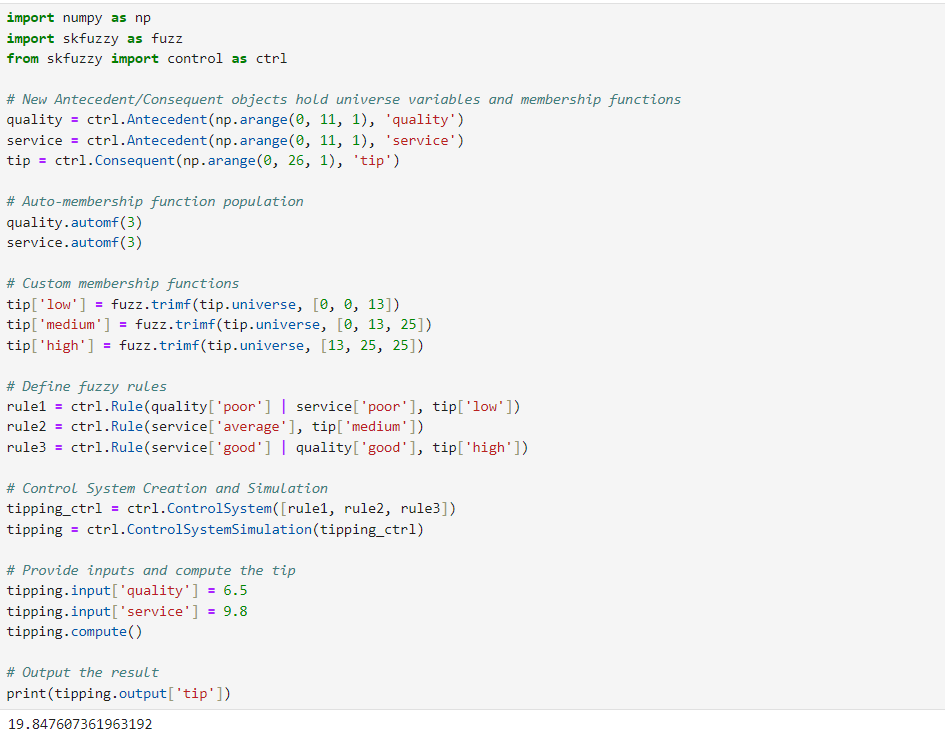 import numpy as np
import skfuzzy as fuzz
from skfuzzy import control as ctrl
# New Antecedent/Consequent objects hold universe variables and membership functions
quality = ctrl.Antecedent(np.arange(0, 11, 1), 'quality')
service = ctrl.Antecedent(np.arange(0, 11, 1), 'service')
tip = ctrl.Consequent(np.arange(0, 26, 1), 'tip')
# Auto-membership function population
quality.automf(3)
service.automf(3)
# Custom membership functions
tip['low'] = fuzz.trimf(tip.universe, [0, 0, 13])
tip['medium'] = fuzz.trimf(tip.universe, [0, 13, 25])
tip['high'] = fuzz.trimf(tip.universe, [13, 25, 25])
# Define fuzzy rules
rule1 = ctrl.Rule(quality['poor'] | service['poor'], tip['low'])
rule2 = ctrl.Rule(service['average'], tip['medium'])
rule3 = ctrl.Rule(service['good'] | quality['good'], tip['high'])
# Control System Creation and Simulation
tipping_ctrl = ctrl.ControlSystem([rule1, rule2, rule3])
tipping = ctrl.ControlSystemSimulation(tipping_ctrl)
# Provide inputs and compute the tip
tipping.input['quality'] = 6.5
tipping.input['service'] = 9.8
tipping.compute()
# Output the result
print(tipping.output['tip'])
19.847607361963192